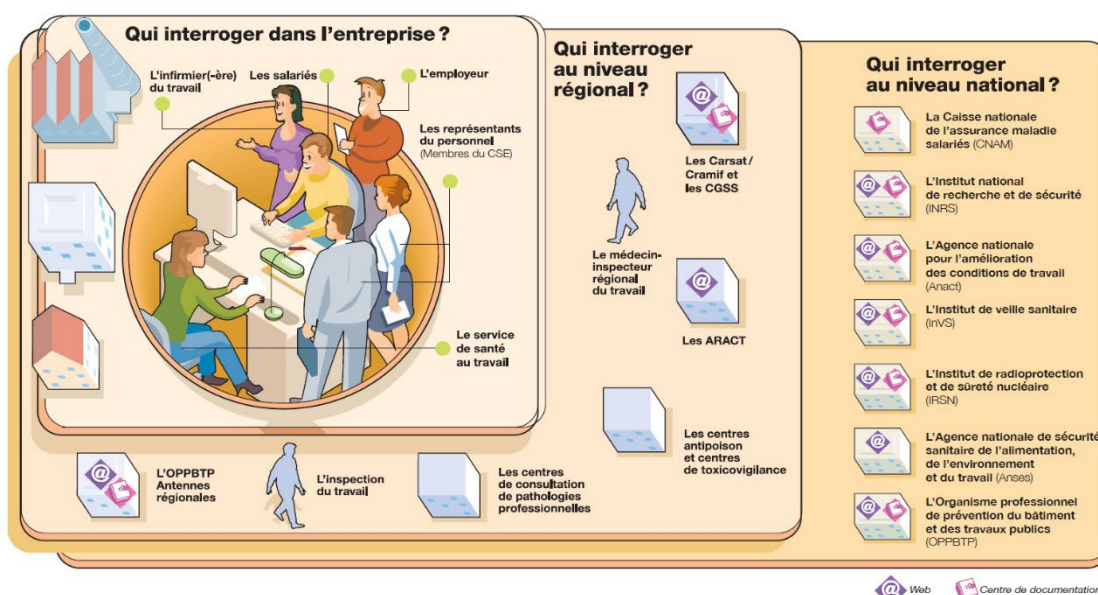 Qui interroger dans l'entreprise ?
L'infirmier(-ère)
du travail
Les salariés
L'employeur
Les représentants
du personnel
(Membres du CSE)
Le service
de santé
au travail
Qui interroger
au niveau
régional ?
Les Carsat/
Cramif et
les CGSS
Le médecin-
inspecteur
régional
du travail
Les ARACT
Les centres
antipoison
et centres
de toxicovigilance
L'OPPBTP
Antennes
régionales
L'inspection
du travail
Les centres
de consultation
de pathologies
professionnelles
Qui interroger
au niveau national ?
La Caisse nationale
de l'assurance maladie
salariés (CNAM)
L'Institut national
de recherche et de sécurité
(INRS)
L'Agence nationale
pour l'amélioration
des conditions de travail
(Anact)
L'Institut de veille sanitaire
(InVS)
L'Institut de radioprotection
et de sûreté nucléaire
(IRSN)
L'Agence nationale de sécurité
sanitaire de l'alimentation,
de l'environnement
et du travail (Anses)
L'Organisme professionnel
de prévention du bâtiment
et des travaux publics
(OPPBTP)
@ Web
Centre de documentation